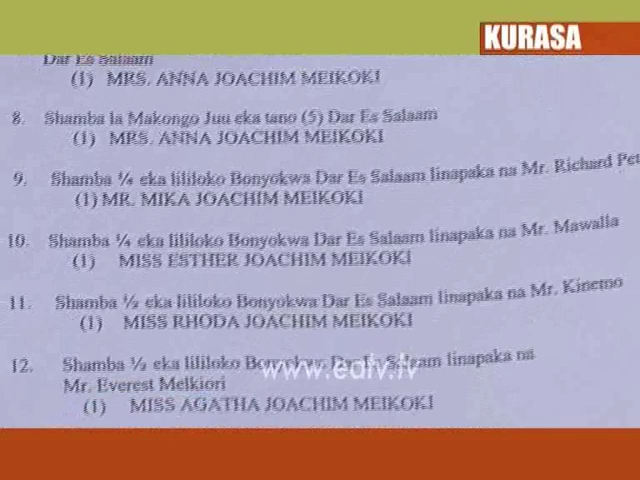 KURASA
Dar Es Salaam
(1) MRS. ANNA JOACHIM MEIKOKI
8. Shamba la Makongo Juu eka tano (5) Dar Es Salaam
(1) MRS. ANNA JOACHIM MEIKOKI
9. Shamba ¼ eka lililoko Bonyokwa Dar Es Salaam linapaka na Mr. Richard Pet
(1) MR. MIKA JOACHIM MEIKOKI
10. Shamba ¼ eka lililoko Bonyokwa Dar Es Salaam linapaka na Mr. Mawalla
(1) MISS ESTHER JOACHIM MEIKOKI
11. Shamba ½ eka lililoko Bonyokwa Dar Es Salaam linapaka na Mr. Kinemo
(1) MISS RHODA JOACHIM MEIKOKI
12. Shamba ½ eka lililoko Bonyokwa Dar Es Salaam linapaka na
www.eatv.tv
Mr. Everest Melkiori
(1) MISS AGATHA JOACHIM MEIKOKI